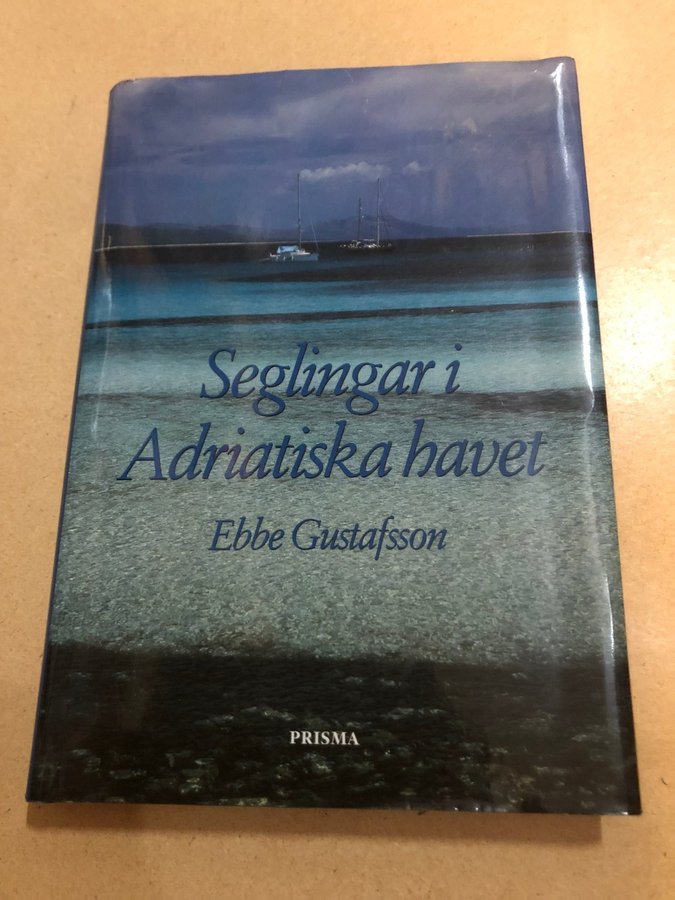 Seglingar i
Adriatiska havet
Ebbe Gustafsson
PRISMA